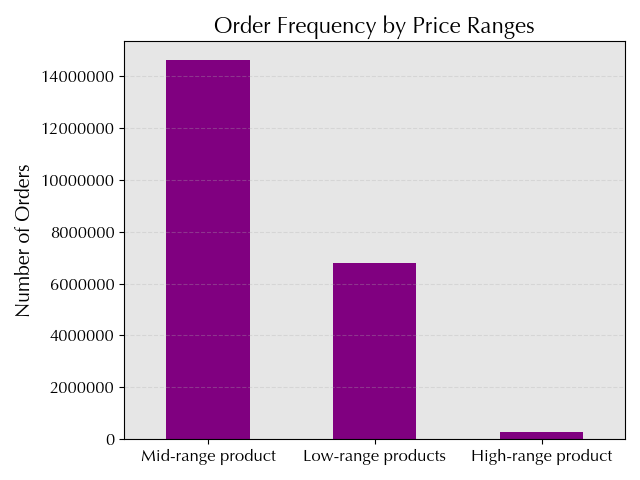 Order Frequency by Price Ranges
Number of Orders
14000000
12000000
10000000
8000000
6000000
4000000
2000000
0
Mid-range product Low-range products High-range product